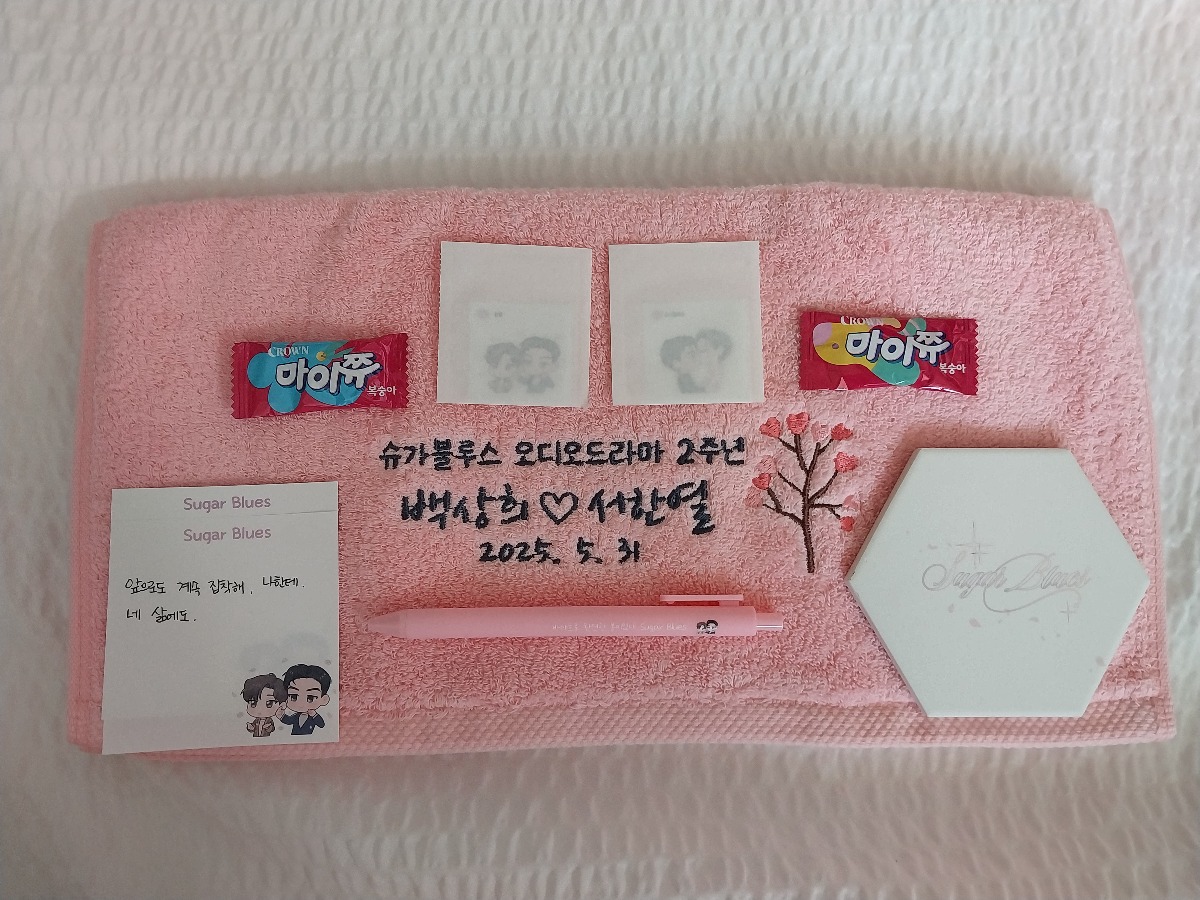 CROWN
마이쮸
복숭아
CROWN
마이쮸
복숭아
슈가블루스 오디오드라마 2주년
백상희♡서한열
2025. 5. 31
Sugar Blues
Sugar Blues
앞으로도 계속 집착해, 나한테.
네 삶에도.
Sugar Blues
Sugar Blues